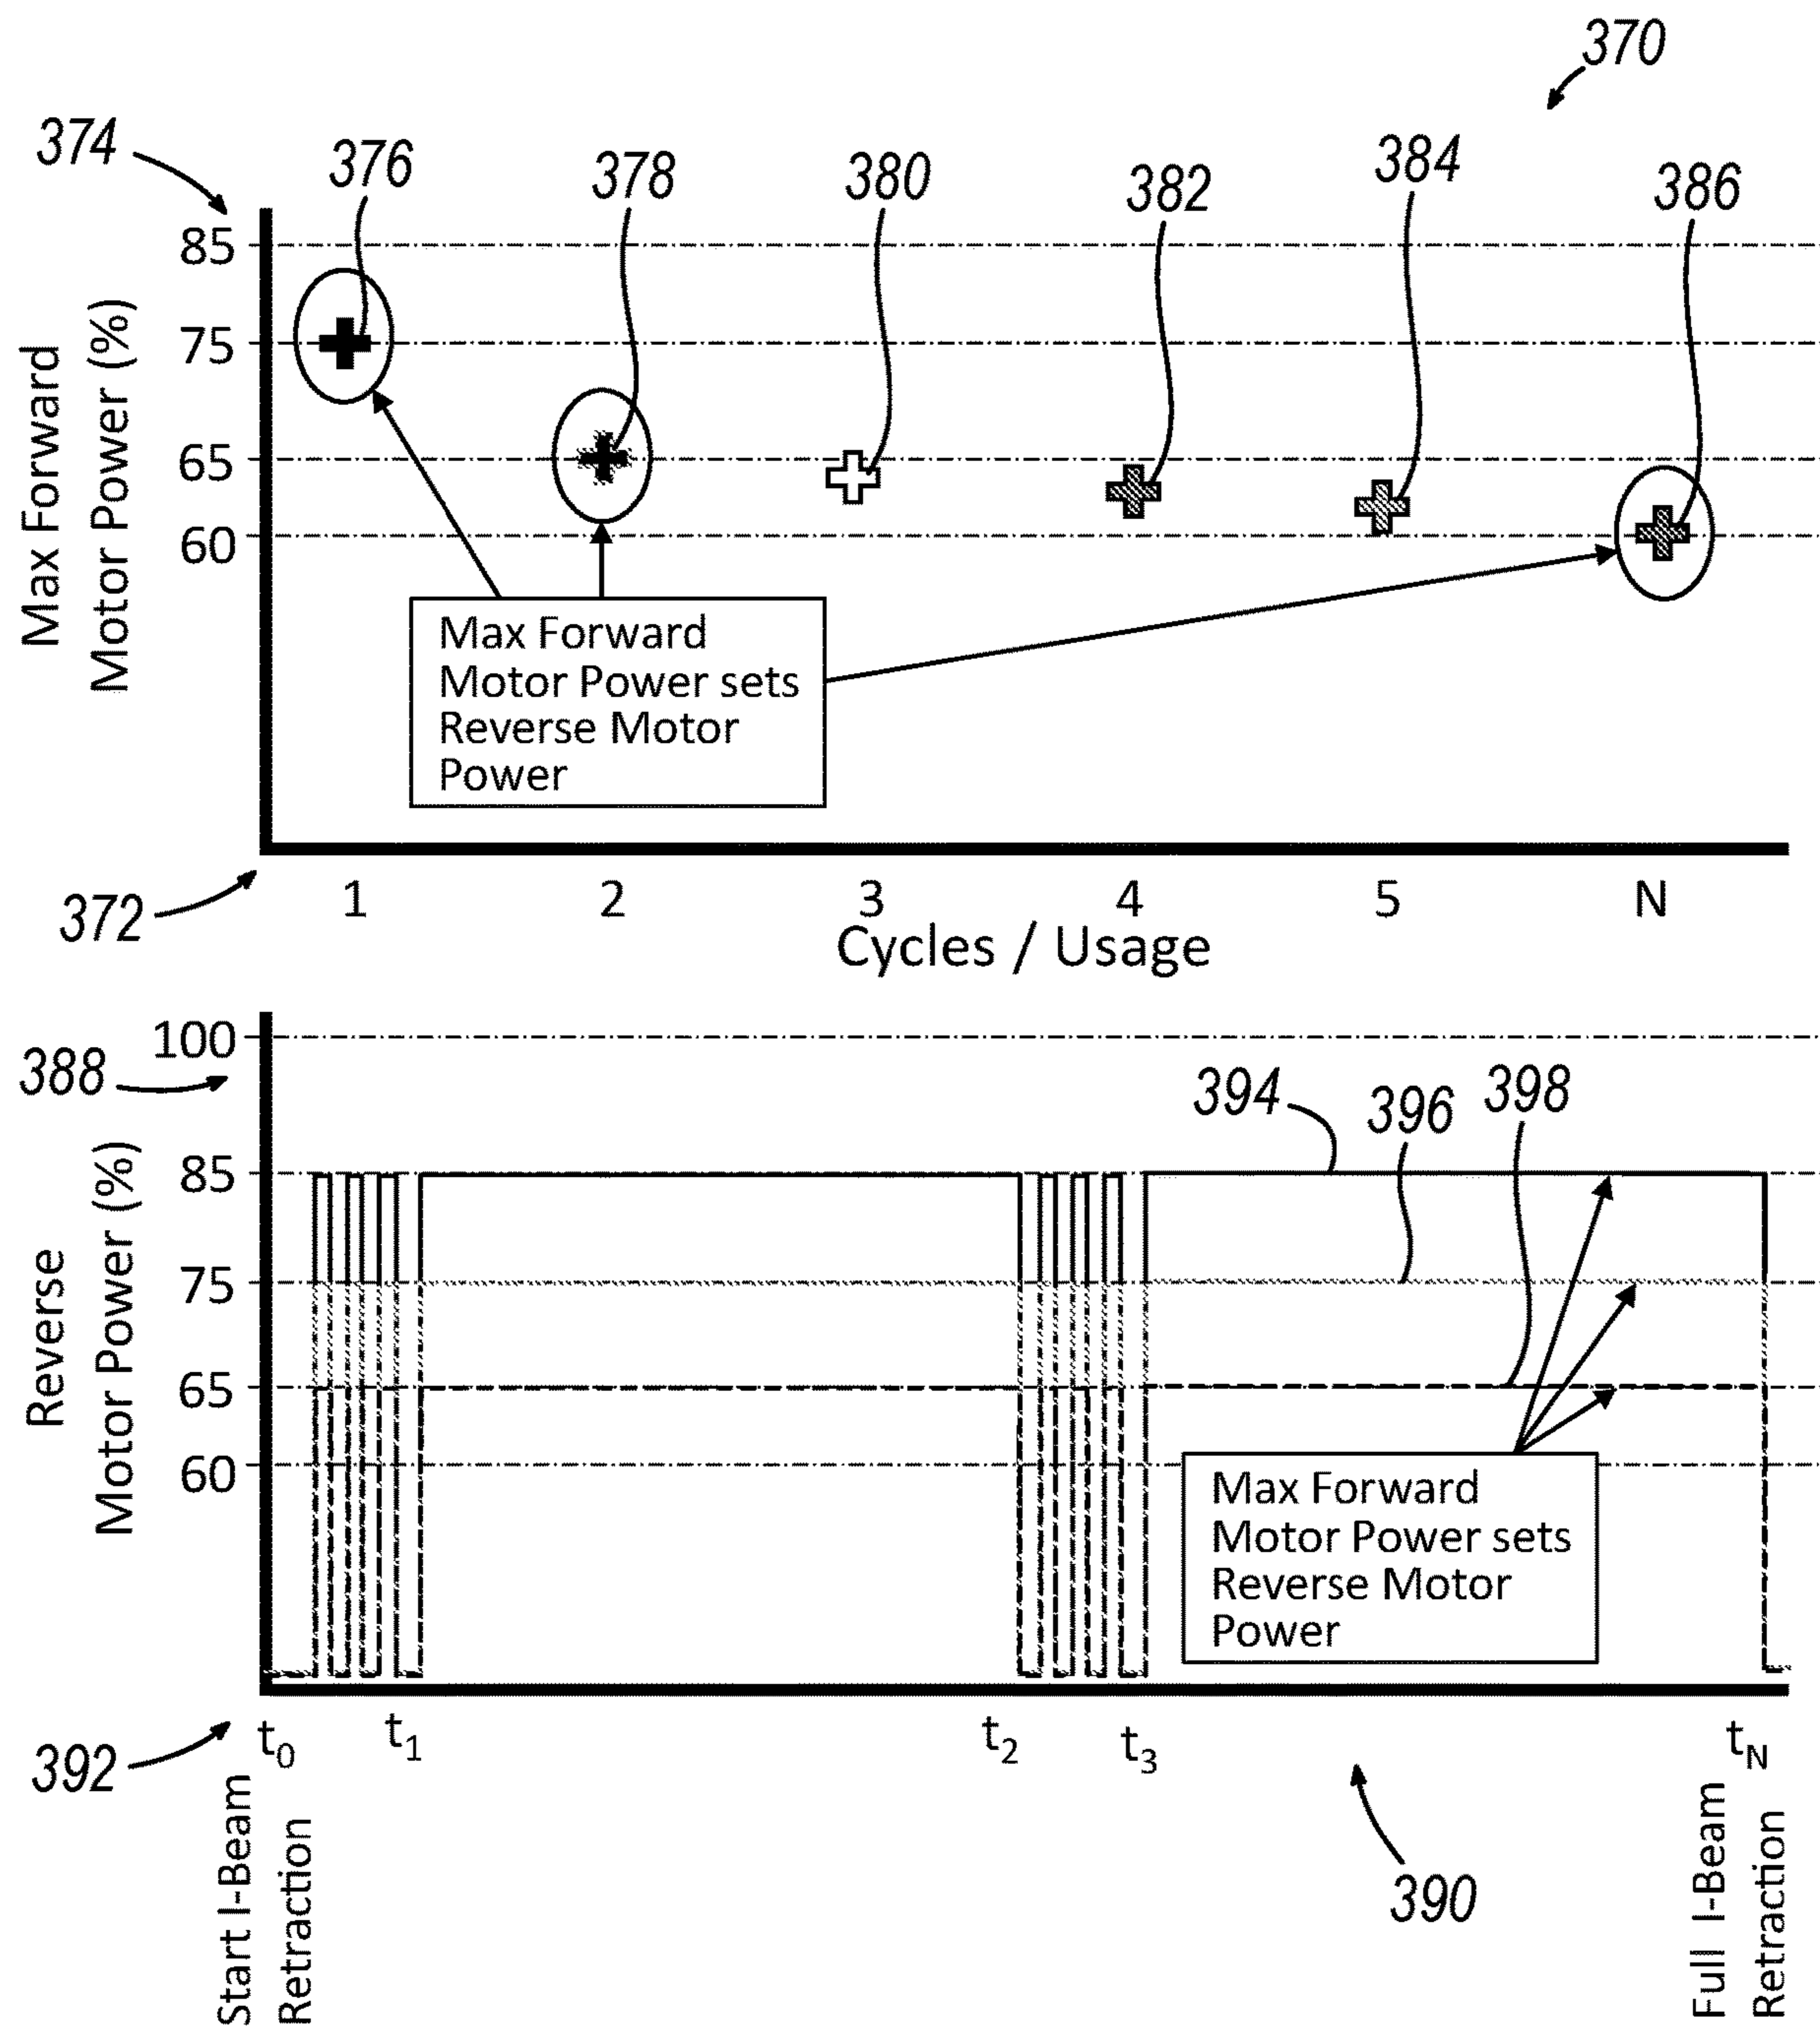 370
374
376
378
380
382
384
386
85
75
65
60
Max Forward
Motor Power (%)
Max Forward
Motor Power sets
Reverse Motor
Power
372
1 2 3 4 5 N
Cycles / Usage
388
100
85
75
65
60
Reverse
Motor Power (%)
394
396
398
Max Forward
Motor Power sets
Reverse Motor
Power
392
t0 t1 t2 t3 tN
Start I-Beam
Retraction
390
Full I-Beam
Retraction